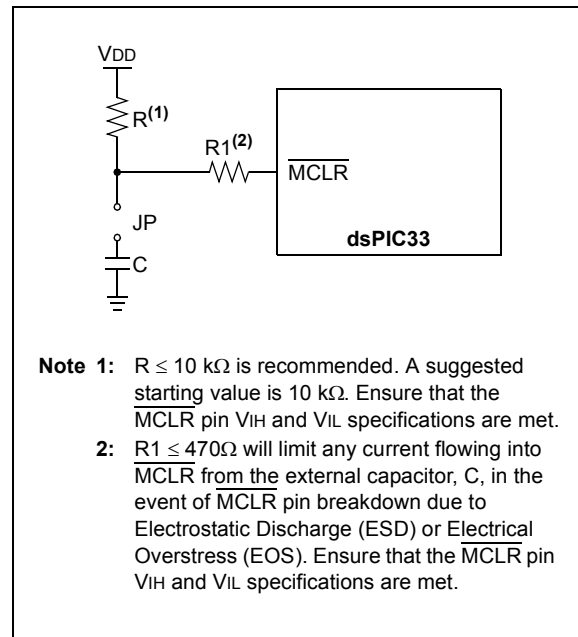 VDD
R(1)
R1(2)
MCLR
JP
dsPIC33
C
Note 1: R ≤ 10 kΩ is recommended. A suggested
starting value is 10 kΩ. Ensure that the
MCLR pin VIH and VIL specifications are met.
2: R1 ≤ 470Ω will limit any current flowing into
MCLR from the external capacitor, C, in the
event of MCLR pin breakdown due to
Electrostatic Discharge (ESD) or Electrical
Overstress (EOS). Ensure that the MCLR pin
VIH and VIL specifications are met.